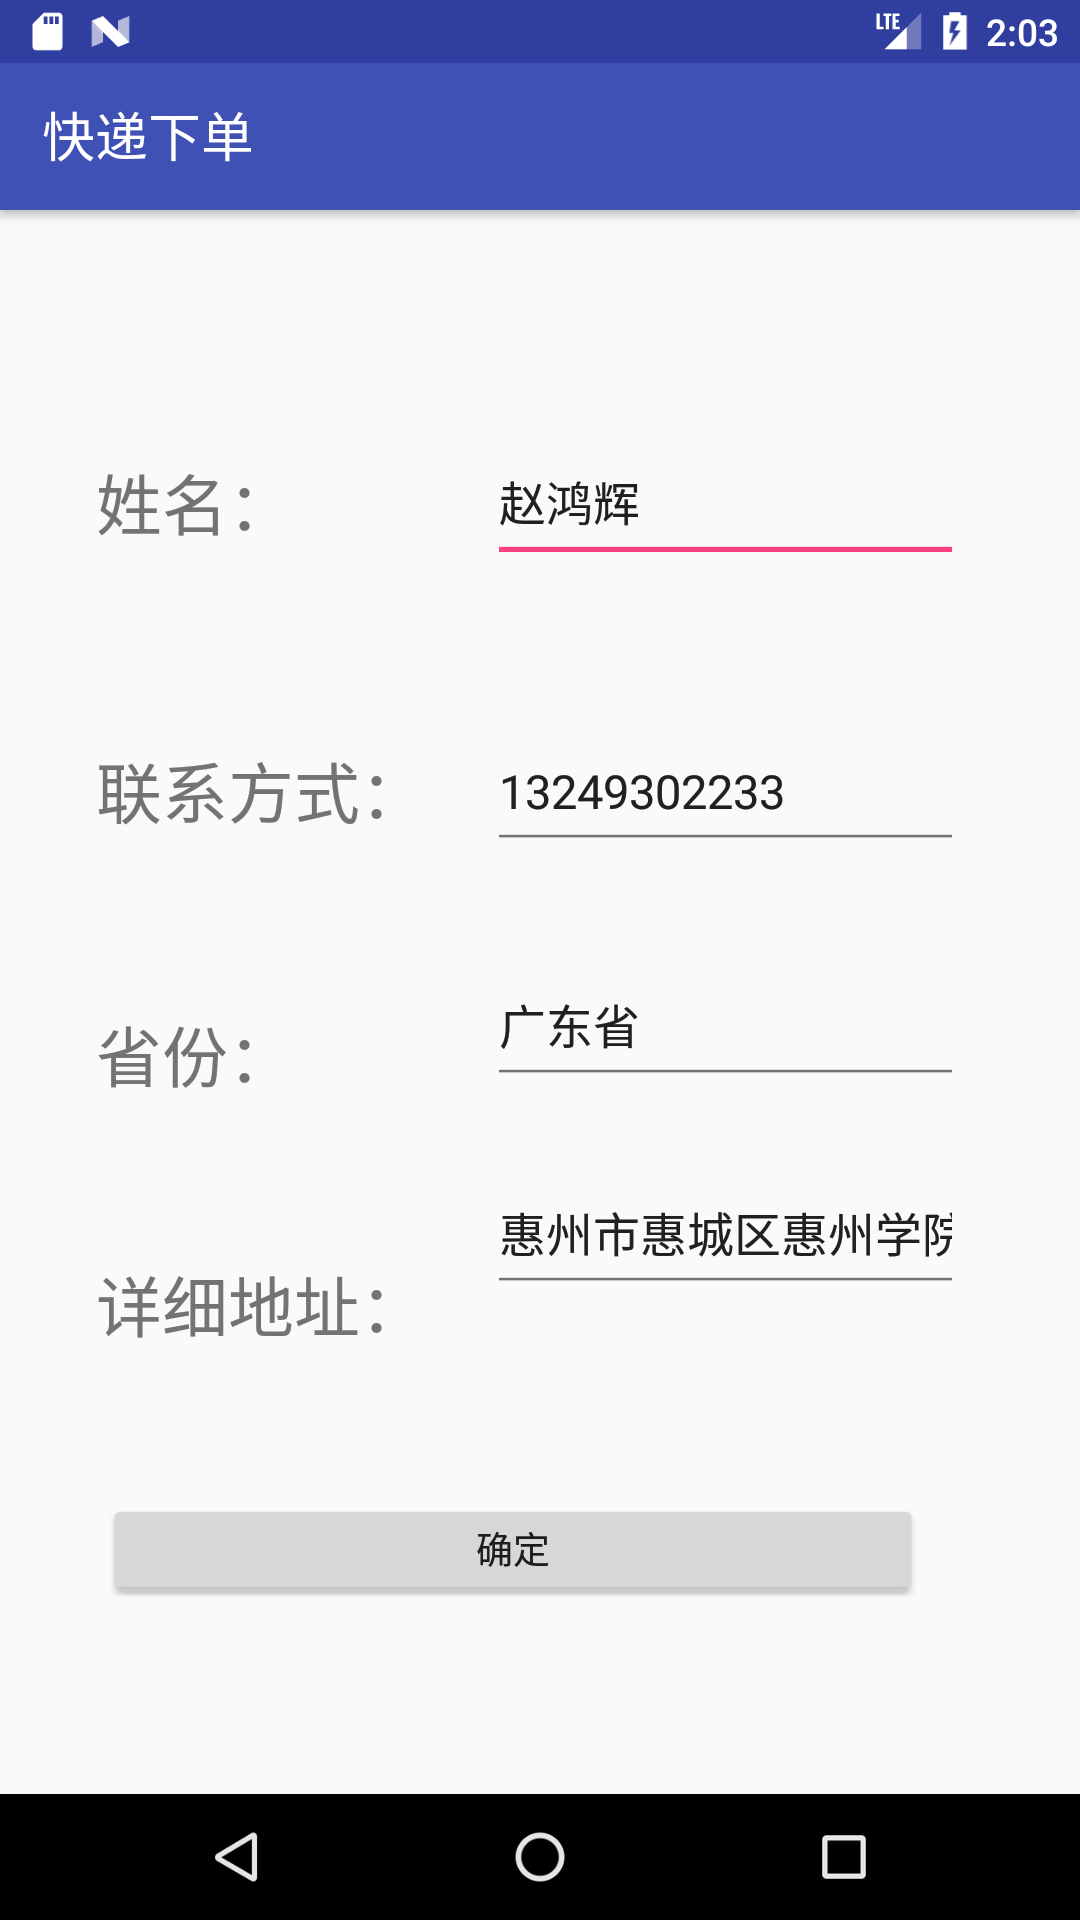 LTE 2:03
快递下单
姓名：
赵鸿辉
联系方式：
13249302233
省份：
广东省
详细地址：
惠州市惠城区惠州学院
确定